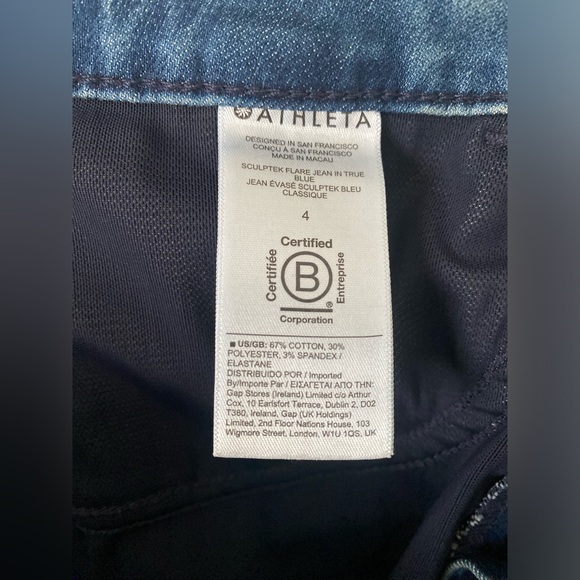 ATHLETA
DESIGNED IN SAN FRANCISCO
CONÇU À SAN FRANCISCO
MADE IN MACAU
SCULPTEK FLARE JEAN IN TRUE
BLUE
JEAN ÉVASÉ SCULPTEK BLEU
CLASSIQUE
4
Certified
Certifiée
B
®
Entreprise
Corporation
■ US/GB: 67% COTTON, 30%
POLYESTER, 3% SPANDEX /
ELASTANE
DISTRIBUIDO POR / Imported
By/Importe Par / ΕΙΣΑΓΕΤΑΙ ΑΠΟ ΤΗΝ:
Gap Stores (Ireland) Limited c/o Arthur
Cox, 10 Earlsfort Terrace, Dublin 2, D02
T380, Ireland, Gap (UK Holdings)
Limited, 2nd Floor Nations House, 103
Wigmore Street, London, W1U 1QS, UK